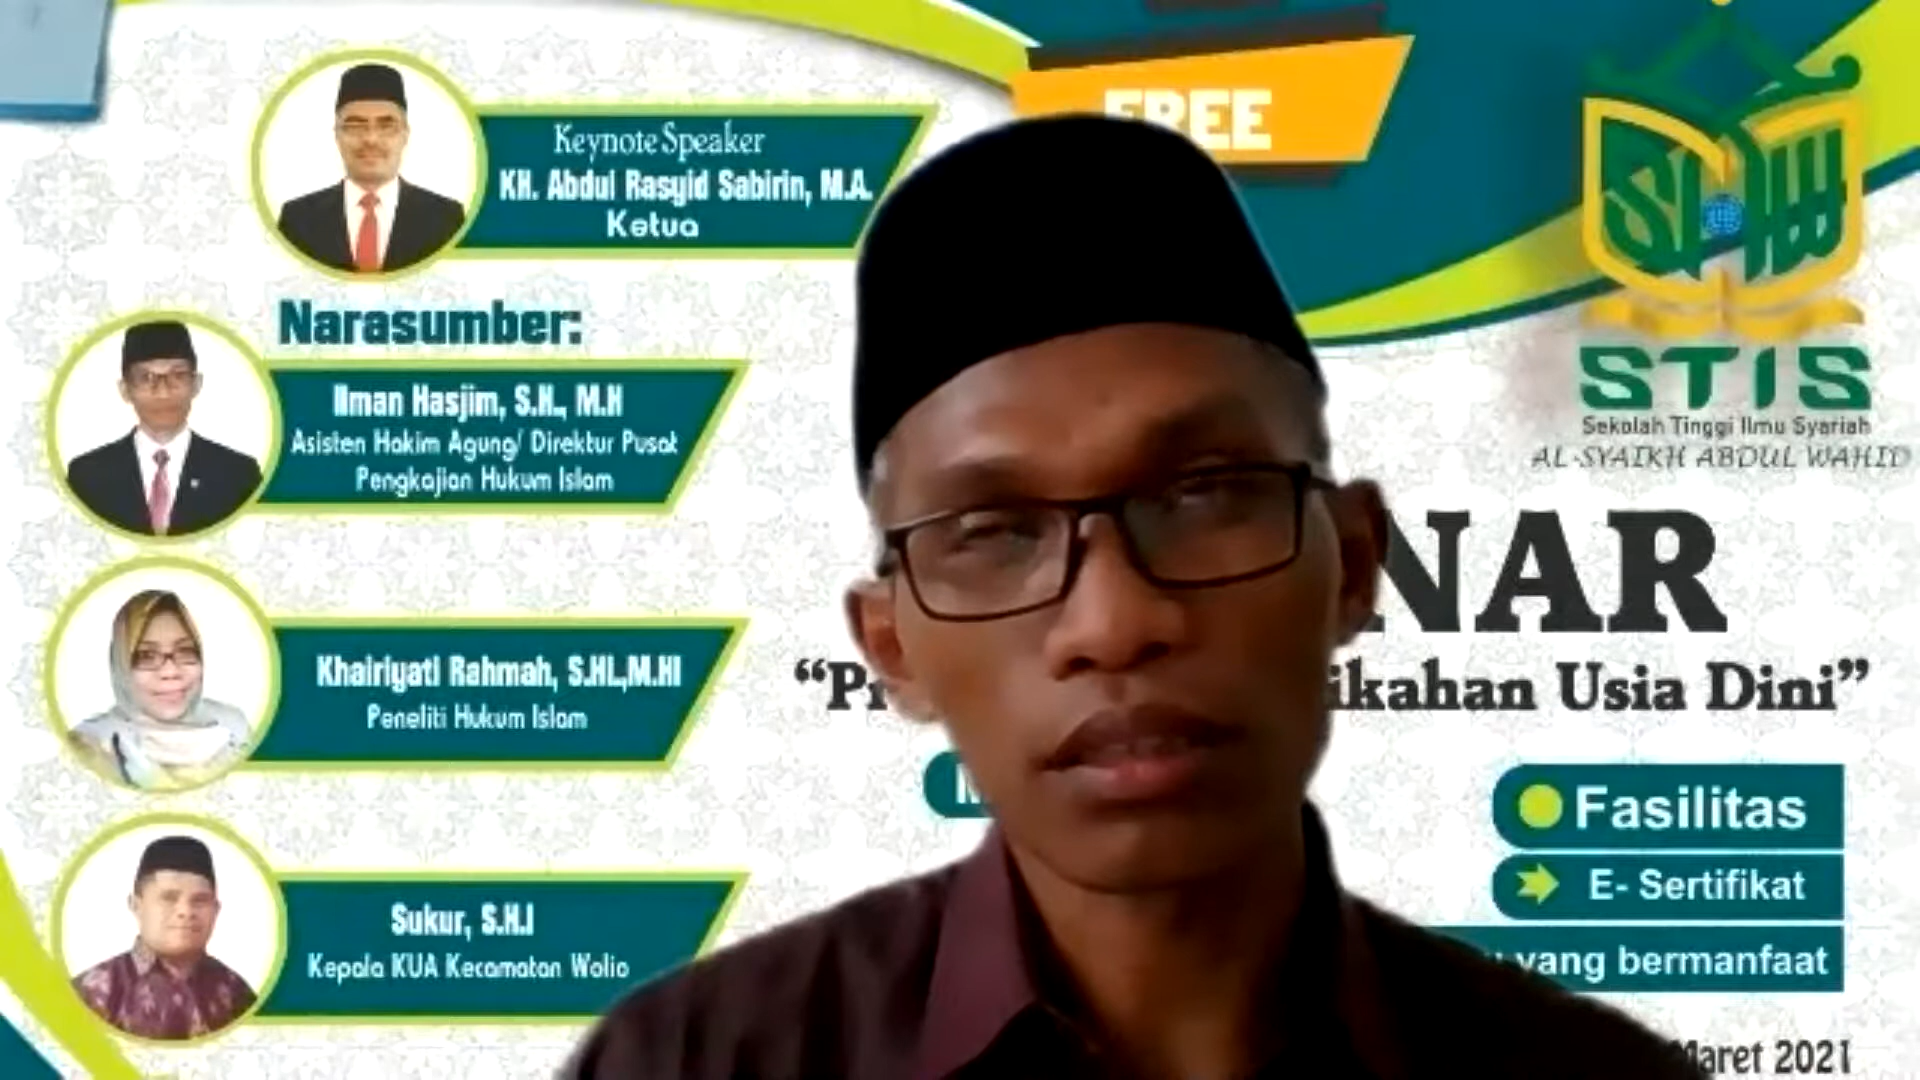 FREE
Keynote Speaker
KH. Abdul Rasyid Sabirin, M.A.
Ketua
Narasumber:
Ilman Hasjim, S.H., M.H
Asisten Hakim Agung/ Direktur Pusat
Pengkajian Hukum Islam
Khairiyati Rahmah, S.HI.,M.HI
Peneliti Hukum Islam
Sukur, S.H.I
Kepala KUA Kecamatan Wolio
STIS
Sekolah Tinggi Ilmu Syariah
AL-SYAIKH ABDUL WAHID
NAR
“Pr ikahan Usia Dini”
Fasilitas
E- Sertifikat
yang bermanfaat
Maret 2021